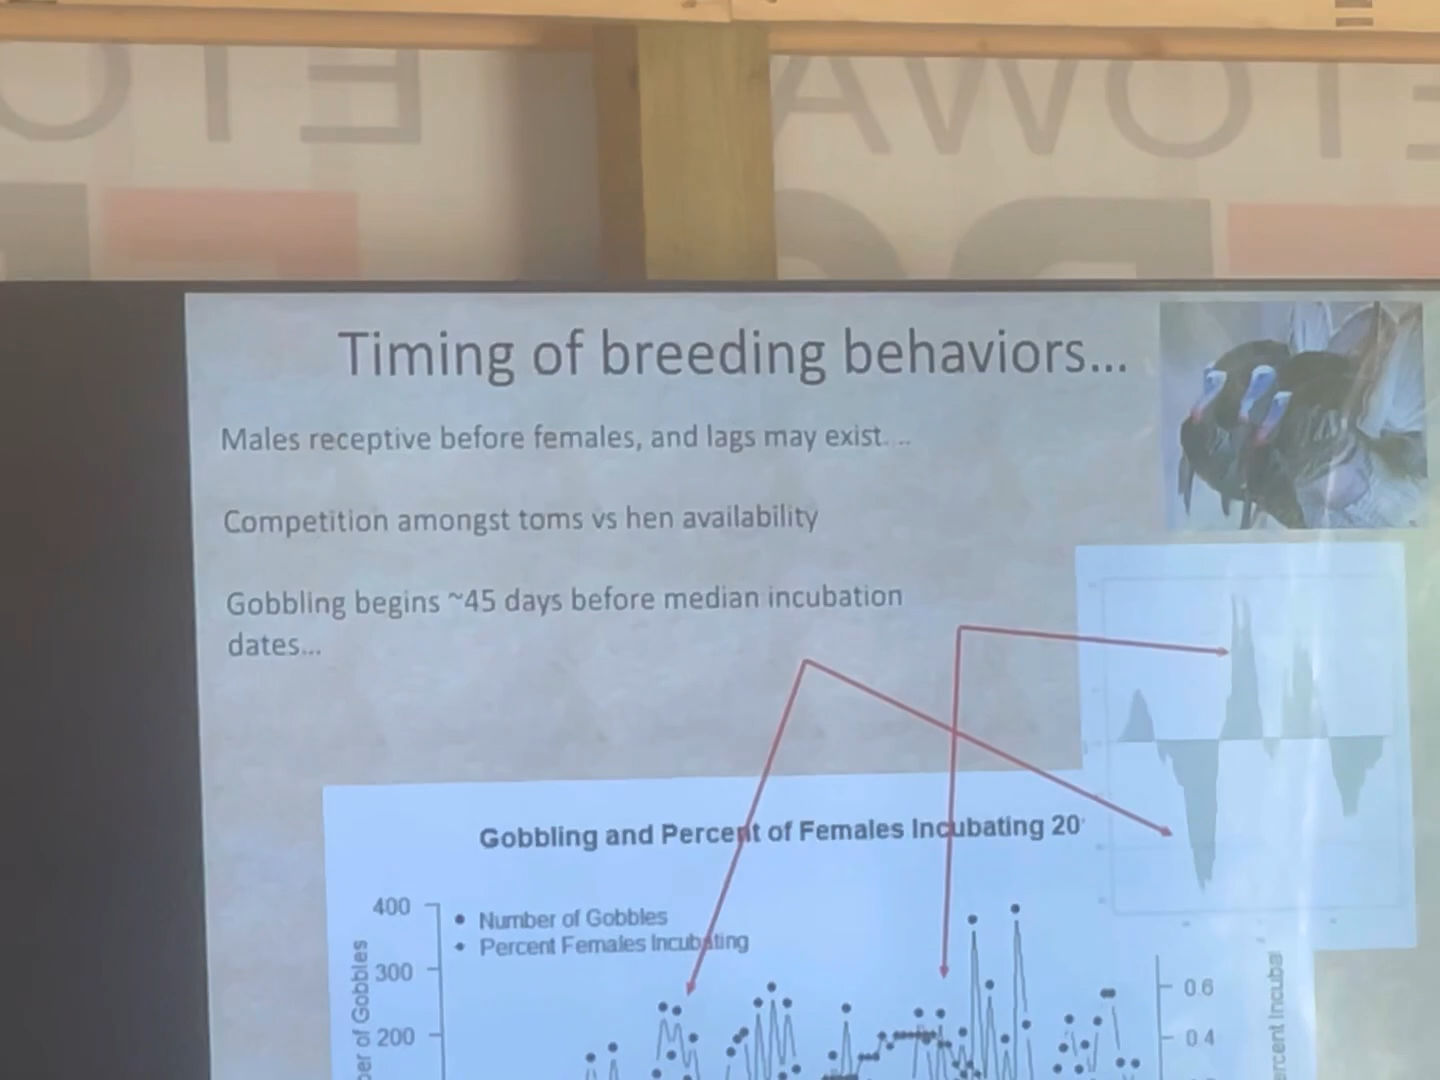 Timing of breeding behaviors...
Males receptive before females, and lags may exist....
Competition amongst toms vs hen availability
Gobbling begins ~45 days before median incubation
dates...
Gobbling and Percent of Females Incubating 20
400
300
200
ber of Gobbles
Number of Gobbles
Percent Females Incubating
0.6
0.4
ercent Incuba